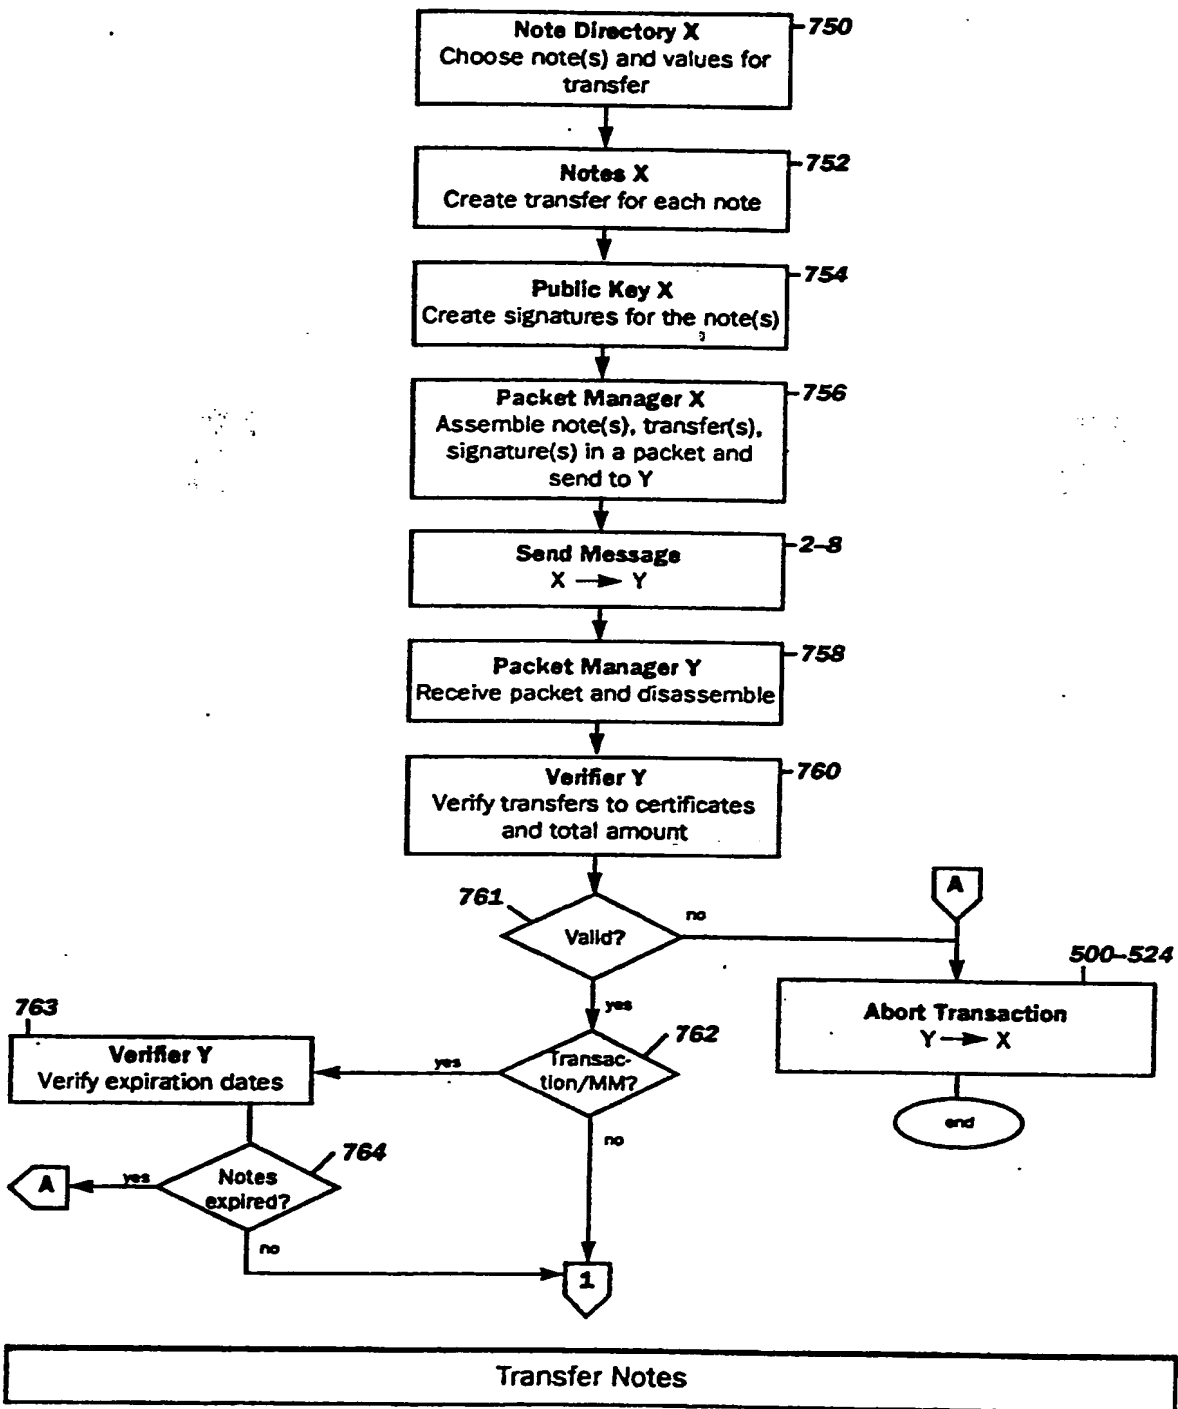 Note Directory X
Choose note(s) and values for
transfer
750
Notes X
Create transfer for each note
752
Public Key X
Create signatures for the note(s)
754
Packet Manager X
Assemble note(s), transfer(s),
signature(s) in a packet and
send to Y
756
Send Message
X → Y
2–8
Packet Manager Y
Receive packet and disassemble
758
Verifier Y
Verify transfers to certificates
and total amount
760
761
Valid?
no
yes
A
500–524
Abort Transaction
Y → X
end
762
Transac-
tion/MM?
yes
no
763
Verifier Y
Verify expiration dates
764
Notes
expired?
yes
A
no
1
Transfer Notes